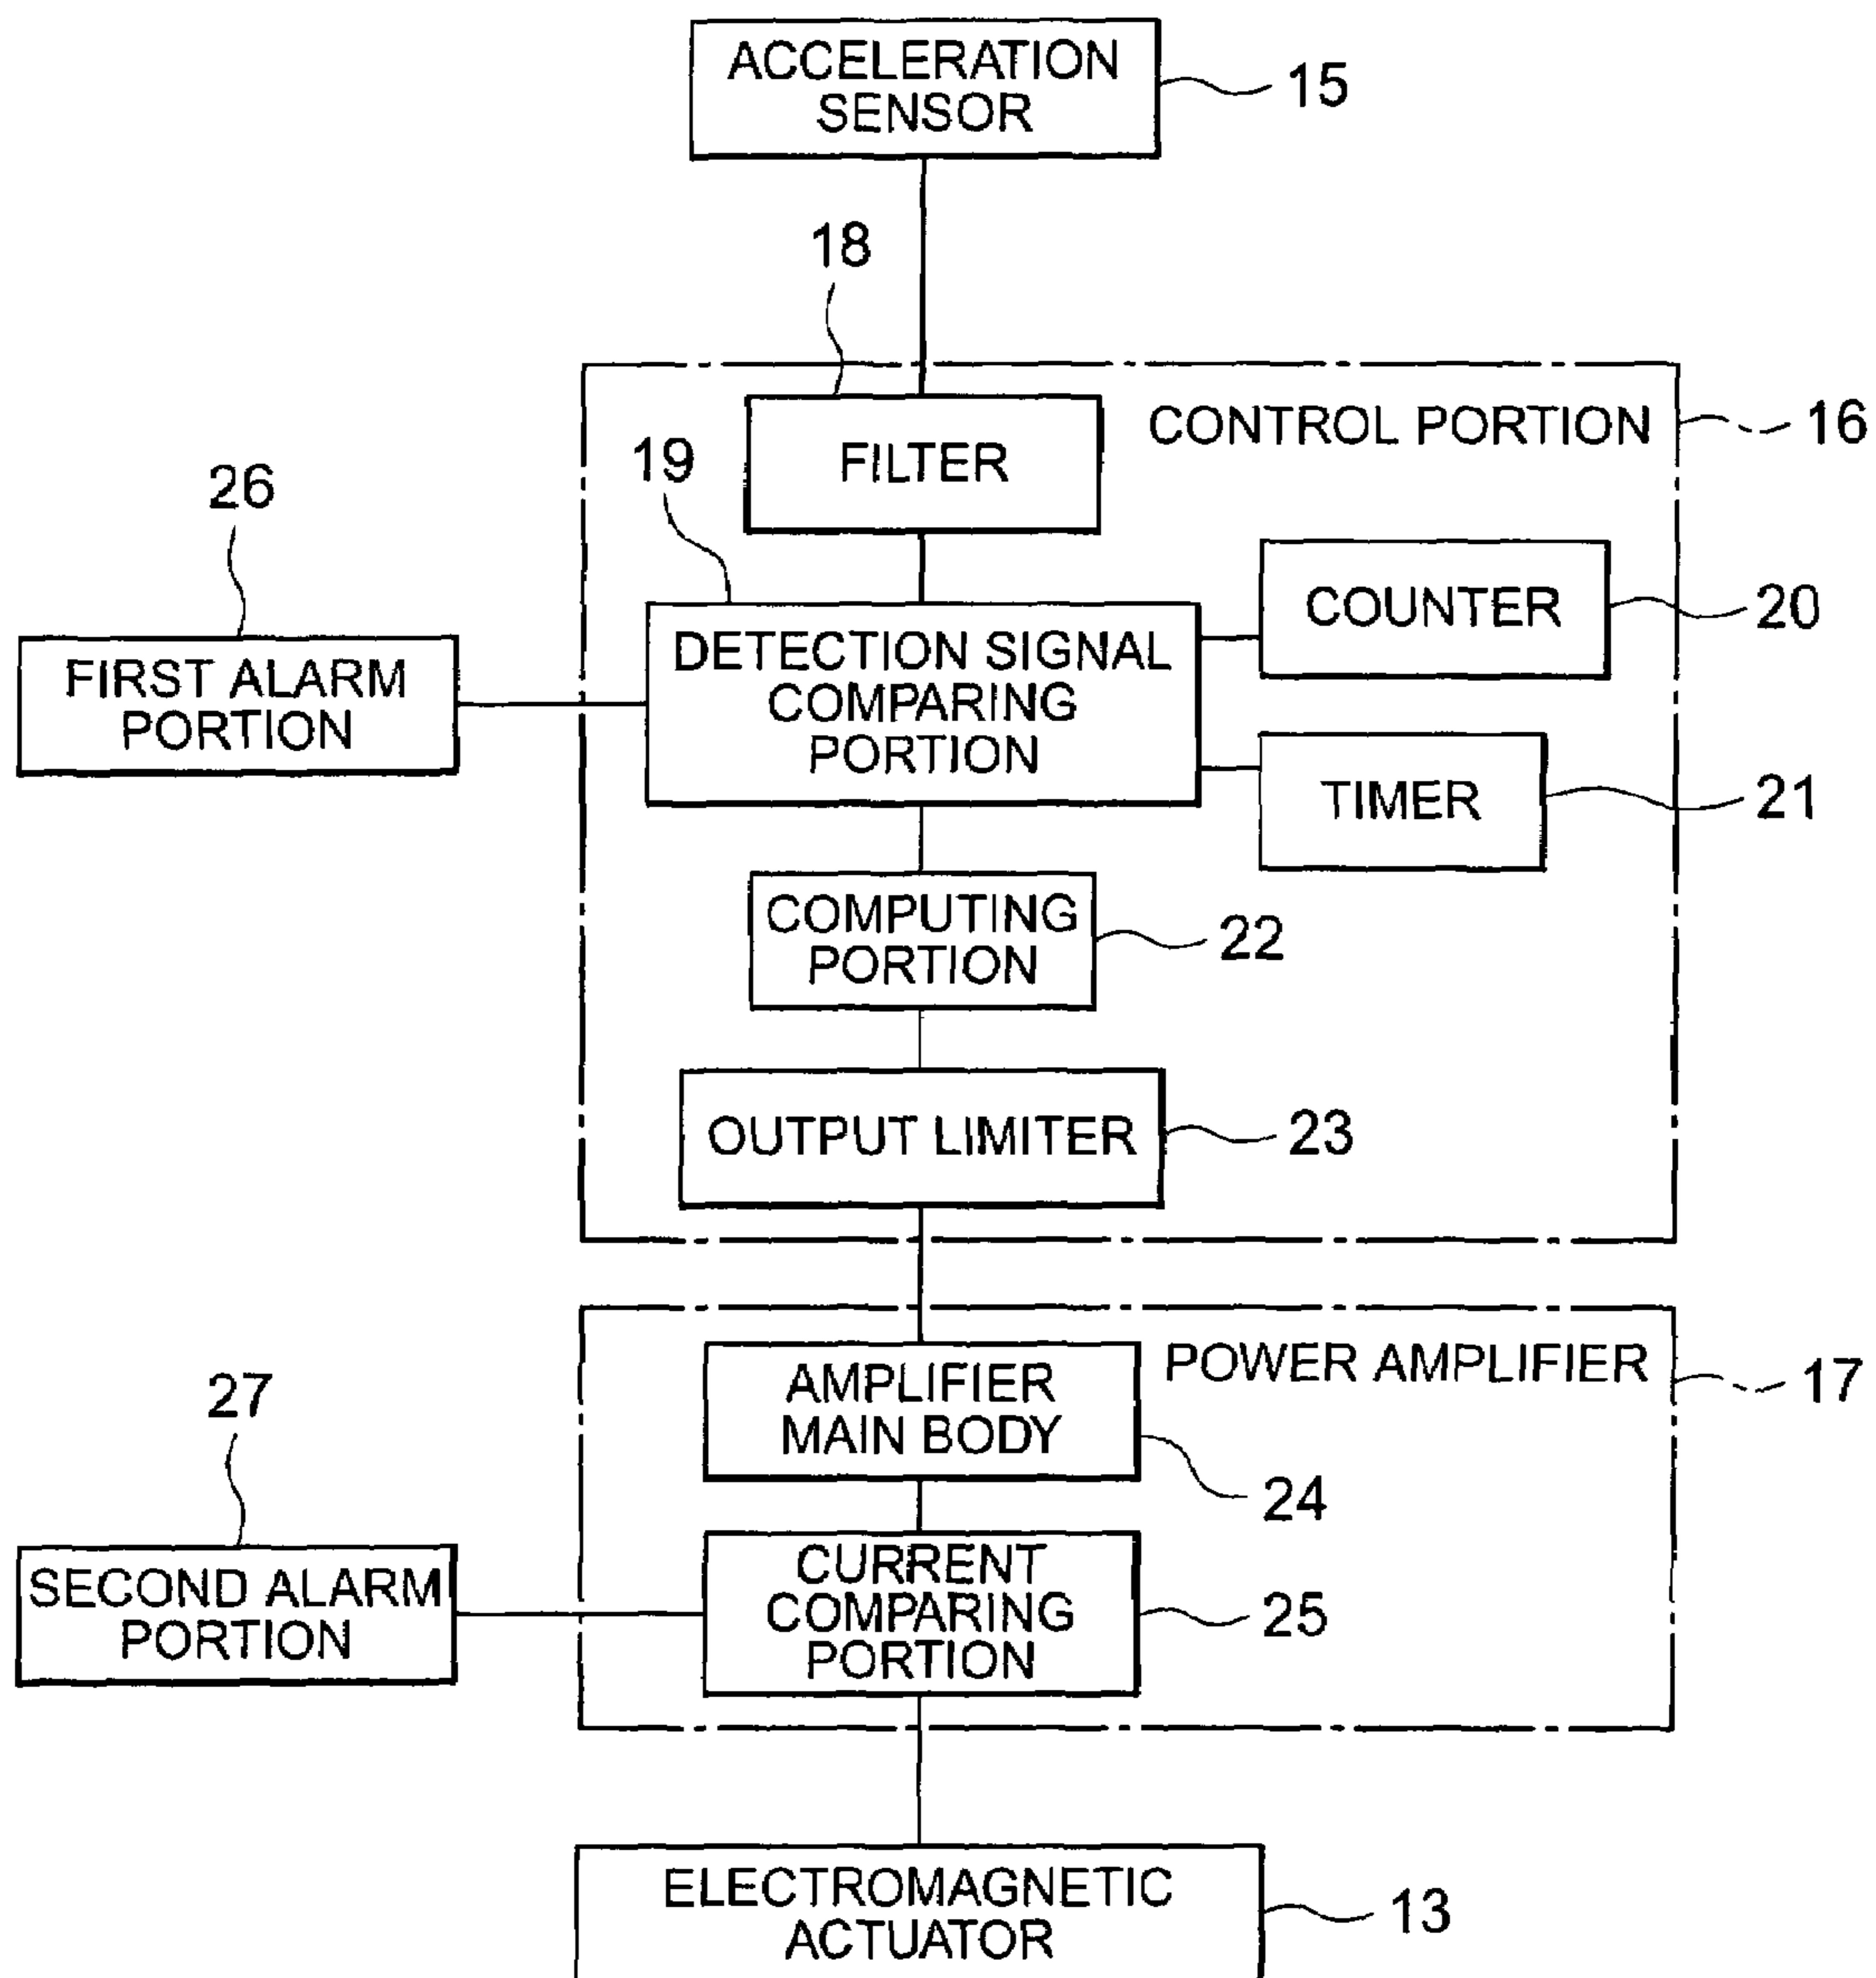 ACCELERATION
SENSOR
15
18
FILTER
CONTROL PORTION
16
19
26
COUNTER
20
FIRST ALARM
PORTION
DETECTION SIGNAL
COMPARING
PORTION
TIMER
21
COMPUTING
PORTION
22
OUTPUT LIMITER
23
POWER AMPLIFIER
17
AMPLIFIER
MAIN BODY
24
27
SECOND ALARM
PORTION
CURRENT
COMPARING
PORTION
25
ELECTROMAGNETIC
ACTUATOR
13